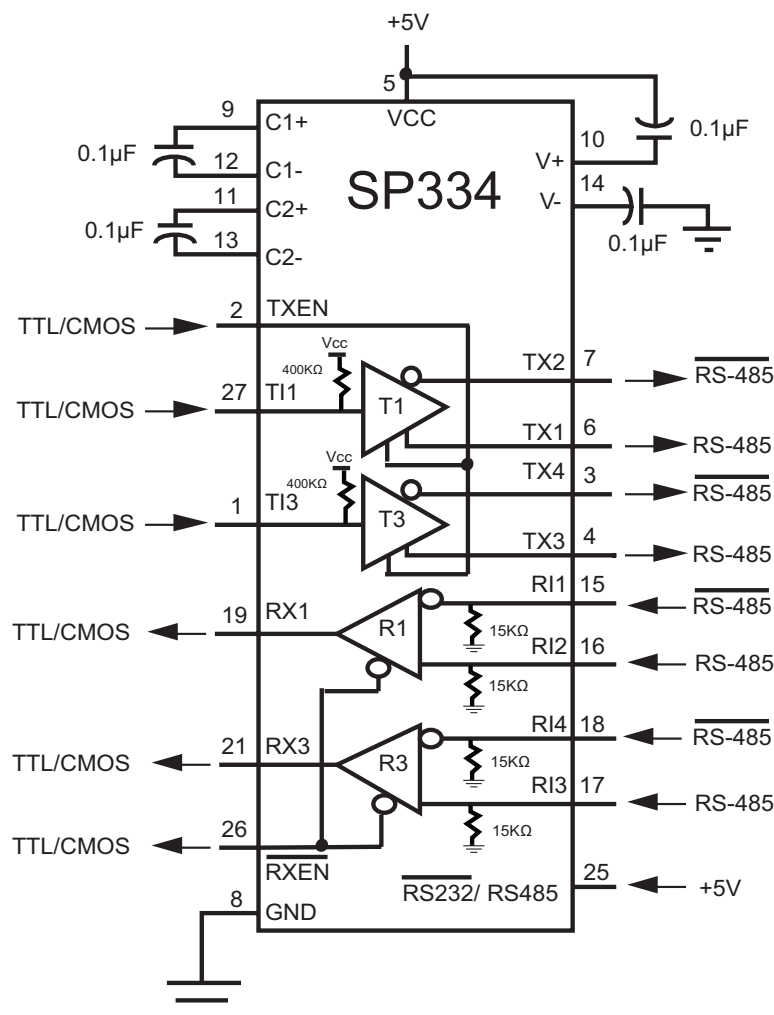 +5V
5
VCC
9
C1+
0.1µF
12
C1-
11
C2+
0.1µF
13
C2-
SP334
10
V+
0.1µF
14
V-
0.1µF
TTL/CMOS
2
TXEN
Vcc
400KΩ
TTL/CMOS
27
TI1
T1
TX2
7
RS-485
TX1
6
RS-485
Vcc
400KΩ
TTL/CMOS
1
TI3
T3
TX4
3
RS-485
TX3
4
RS-485
TTL/CMOS
19
RX1
R1
RI1
15
RS-485
15KΩ
RI2
16
RS-485
15KΩ
TTL/CMOS
21
RX3
R3
RI4
18
RS-485
15KΩ
RI3
17
RS-485
15KΩ
TTL/CMOS
26
RXEN
RS232/ RS485
25
+5V
8
GND